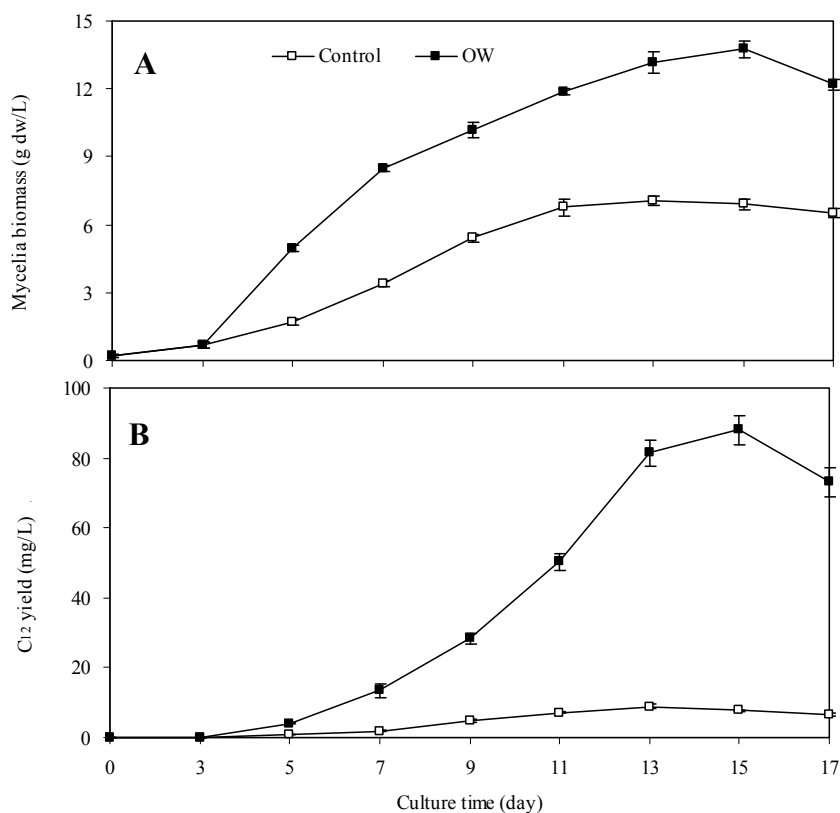 15
12
9
6
3
0
Mycelia biomass (g dw/L)
A
Control
OW
100
80
60
40
20
0
C12 yield (mg/L)
B
0 3 5 7 9 11 13 15 17
Culture time (day)